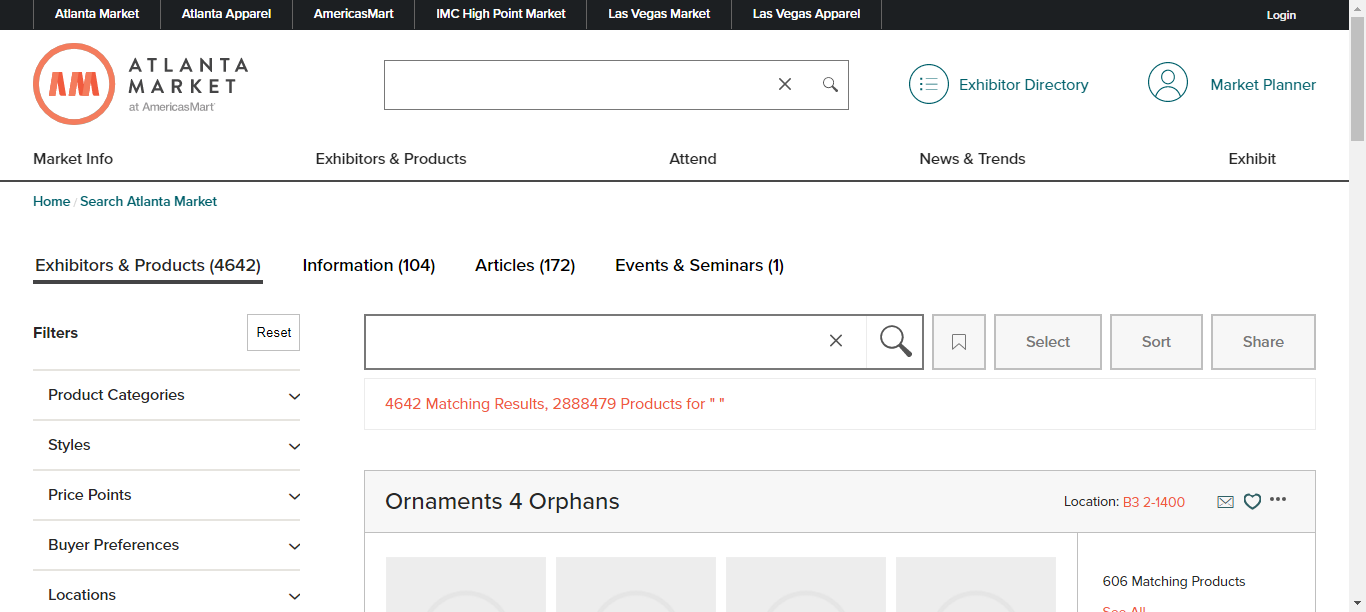 Atlanta Market Atlanta Apparel AmericasMart IMC High Point Market Las Vegas Market Las Vegas Apparel Login
AM ATLANTA
MARKET
at AmericasMart
Exhibitor Directory Market Planner
Market Info Exhibitors & Products Attend News & Trends Exhibit
Home / Search Atlanta Market
Exhibitors & Products (4642) Information (104) Articles (172) Events & Seminars (1)
Filters Reset
Select Sort Share
Product Categories
4642 Matching Results, 2888479 Products for " "
Styles
Price Points
Ornaments 4 Orphans Location: B3 2-1400
Buyer Preferences
606 Matching Products
Locations
See All